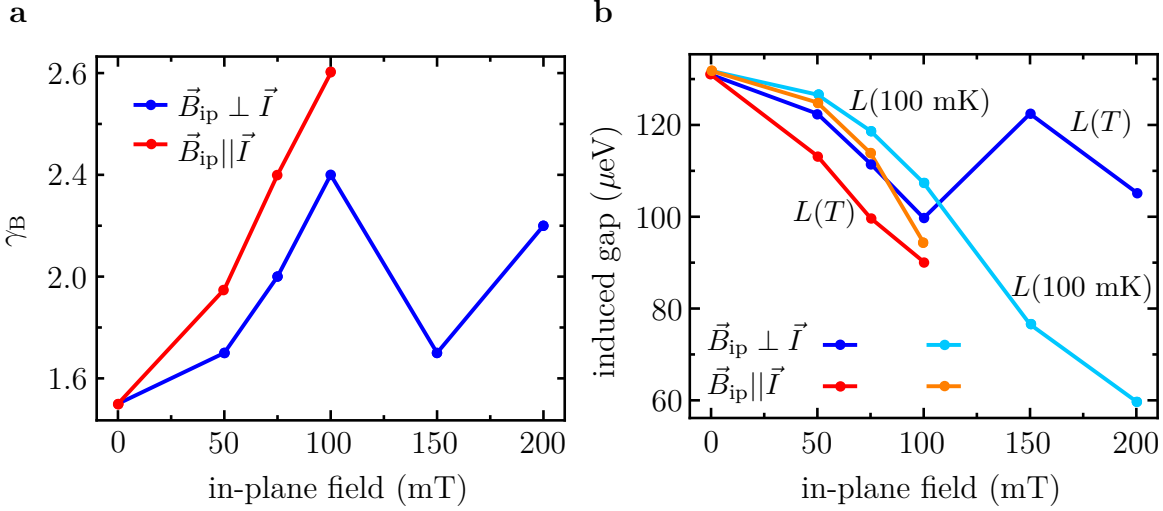 a
2.6
2.4
2.0
1.6
γB
B⃗ip ⊥ I⃗
B⃗ip||I⃗
0
50
100
150
200
in-plane field (mT)
b
120
100
80
60
induced gap (μeV)
L(100 mK)
L(T)
L(T)
L(100 mK)
B⃗ip ⊥ I⃗
B⃗ip||I⃗
0
50
100
150
200
in-plane field (mT)